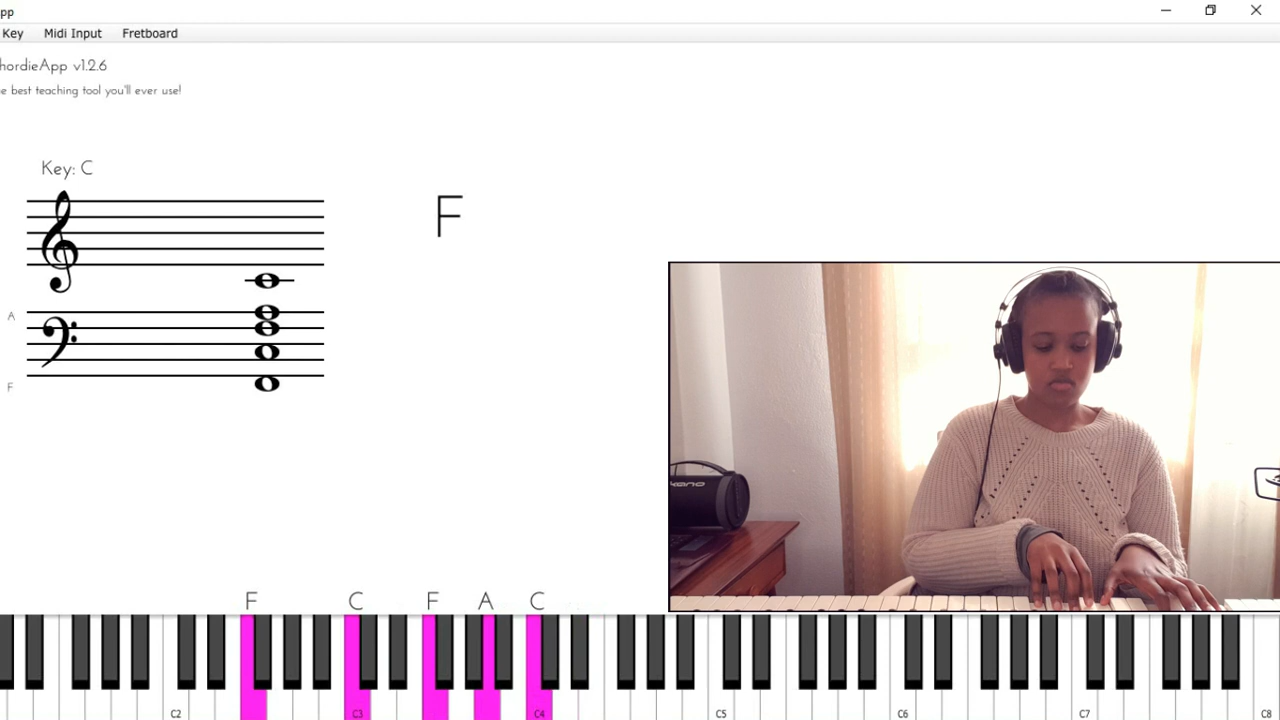 pp
Key Midi Input Fretboard
hordieApp v1.2.6
e best teaching tool you'll ever use!
Key: C
F
A
F
F C F A C
C2 C3 C4 C5 C6 C7 C8